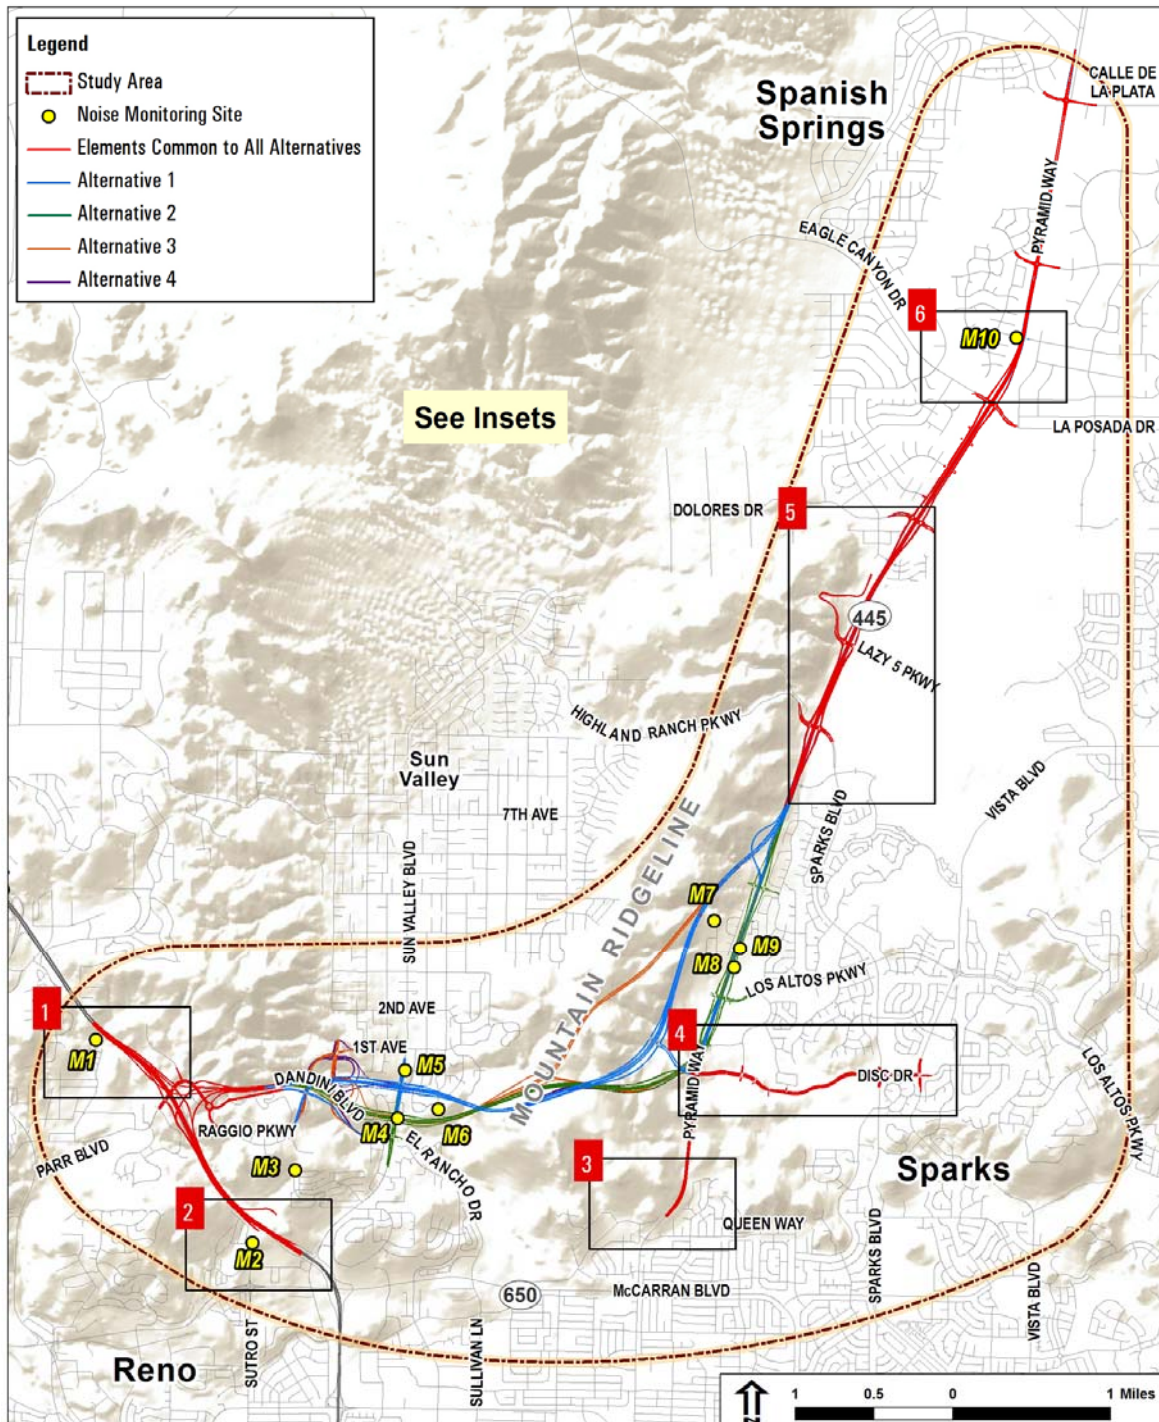 Legend
Study Area
Noise Monitoring Site
Elements Common to All Alternatives
Alternative 1
Alternative 2
Alternative 3
Alternative 4
CALLE DE
LA PLATA
Spanish
Springs
PYRAMID WAY
EAGLE CANYON DR
6
M10
See Insets
LA POSADA DR
DOLORES DR
5
445
LAZY 5 PKWY
HIGHLAND RANCH PKWY
Sun
Valley
7TH AVE
VISTA BLVD
SPARKS BLVD
SUN VALLEY BLVD
MOUNTAIN RIDGELINE
M7
M9
M8
LOS ALTOS PKWY
1
2ND AVE
4
M1
1ST AVE
M5
PYRAMID WAY
DISC DR
LOS ALTOS PKWY
DANDINI BLVD
M4
M6
RAGGIO PKWY
EL RANCHO DR
PARR BLVD
M3
3
Sparks
2
QUEEN WAY
M2
SPARKS BLVD
650
McCARRAN BLVD
VISTA BLVD
SUTRO ST
SULLIVAN LN
Reno
N
1 0.5 0 1 Miles